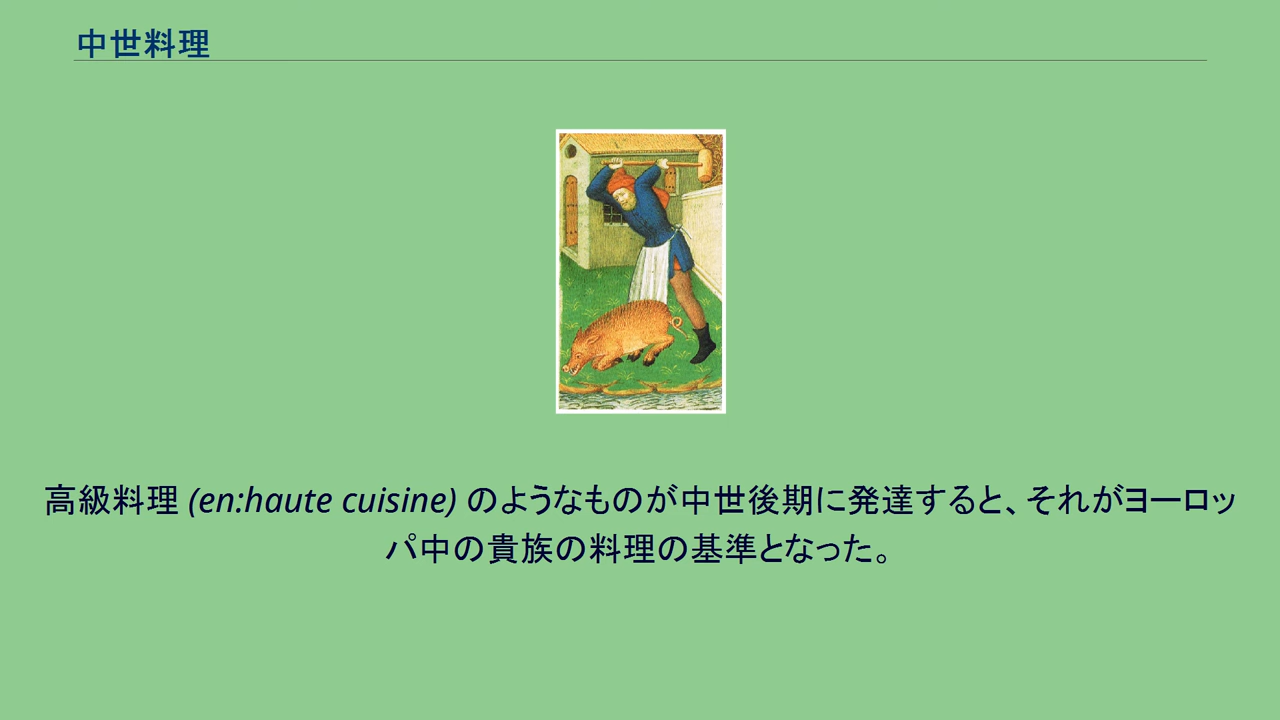 中世料理
高級料理 (en:haute cuisine) のようなものが中世後期に発達すると、それがヨーロッ
パ中の貴族の料理の基準となった。